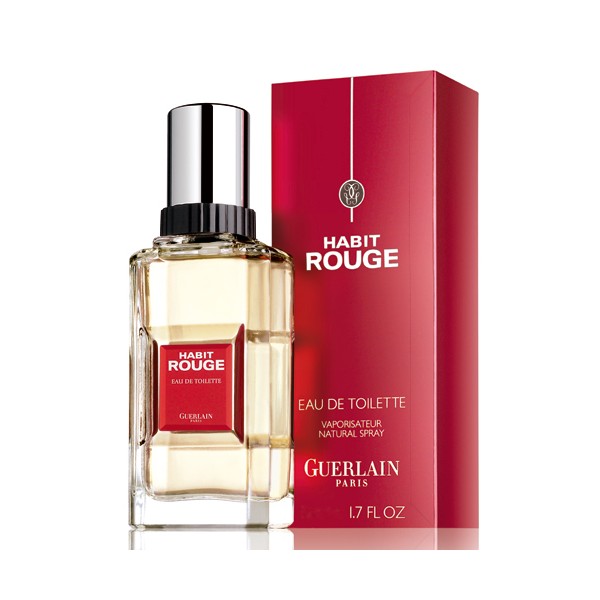 HABIT
ROUGE
EAU DE TOILETTE
GUERLAIN
PARIS
HABIT
ROUGE
EAU DE TOILETTE
VAPORISATEUR
NATURAL SPRAY
GUERLAIN
PARIS
1.7 FL OZ